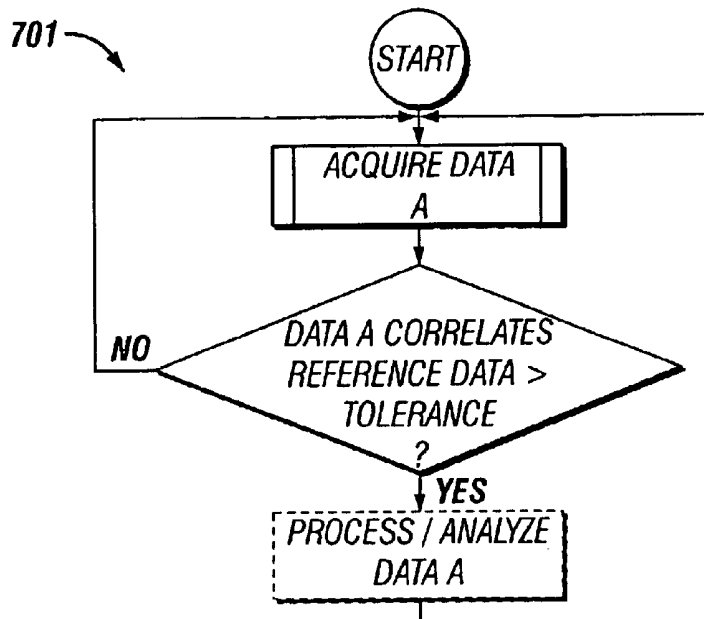 701
START
ACQUIRE DATA
A
DATA A CORRELATES
REFERENCE DATA >
TOLERANCE
?
NO
YES
PROCESS / ANALYZE
DATA A